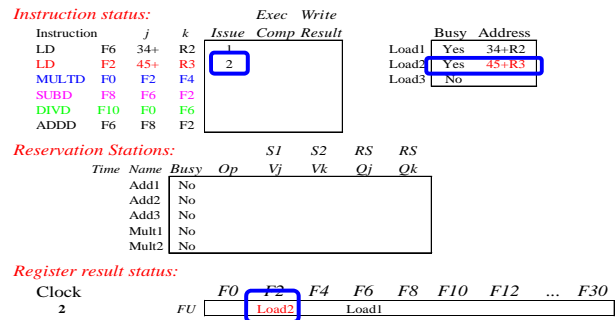 Instruction status: Exec Write
Instruction j k Issue Comp Result Busy Address
LD F6 34+ R2 1 Load1 Yes 34+R2
LD F2 45+ R3 2 Load2 Yes 45+R3
MULTD F0 F2 F4 Load3 No
SUBD F8 F6 F2
DIVD F10 F0 F6
ADDD F6 F8 F2
Reservation Stations: S1 S2 RS RS
Time Name Busy Op Vj Vk Qj Qk
Add1 No
Add2 No
Add3 No
Mult1 No
Mult2 No
Register result status:
Clock F0 F2 F4 F6 F8 F10 F12 ... F30
2 FU Load2 Load1